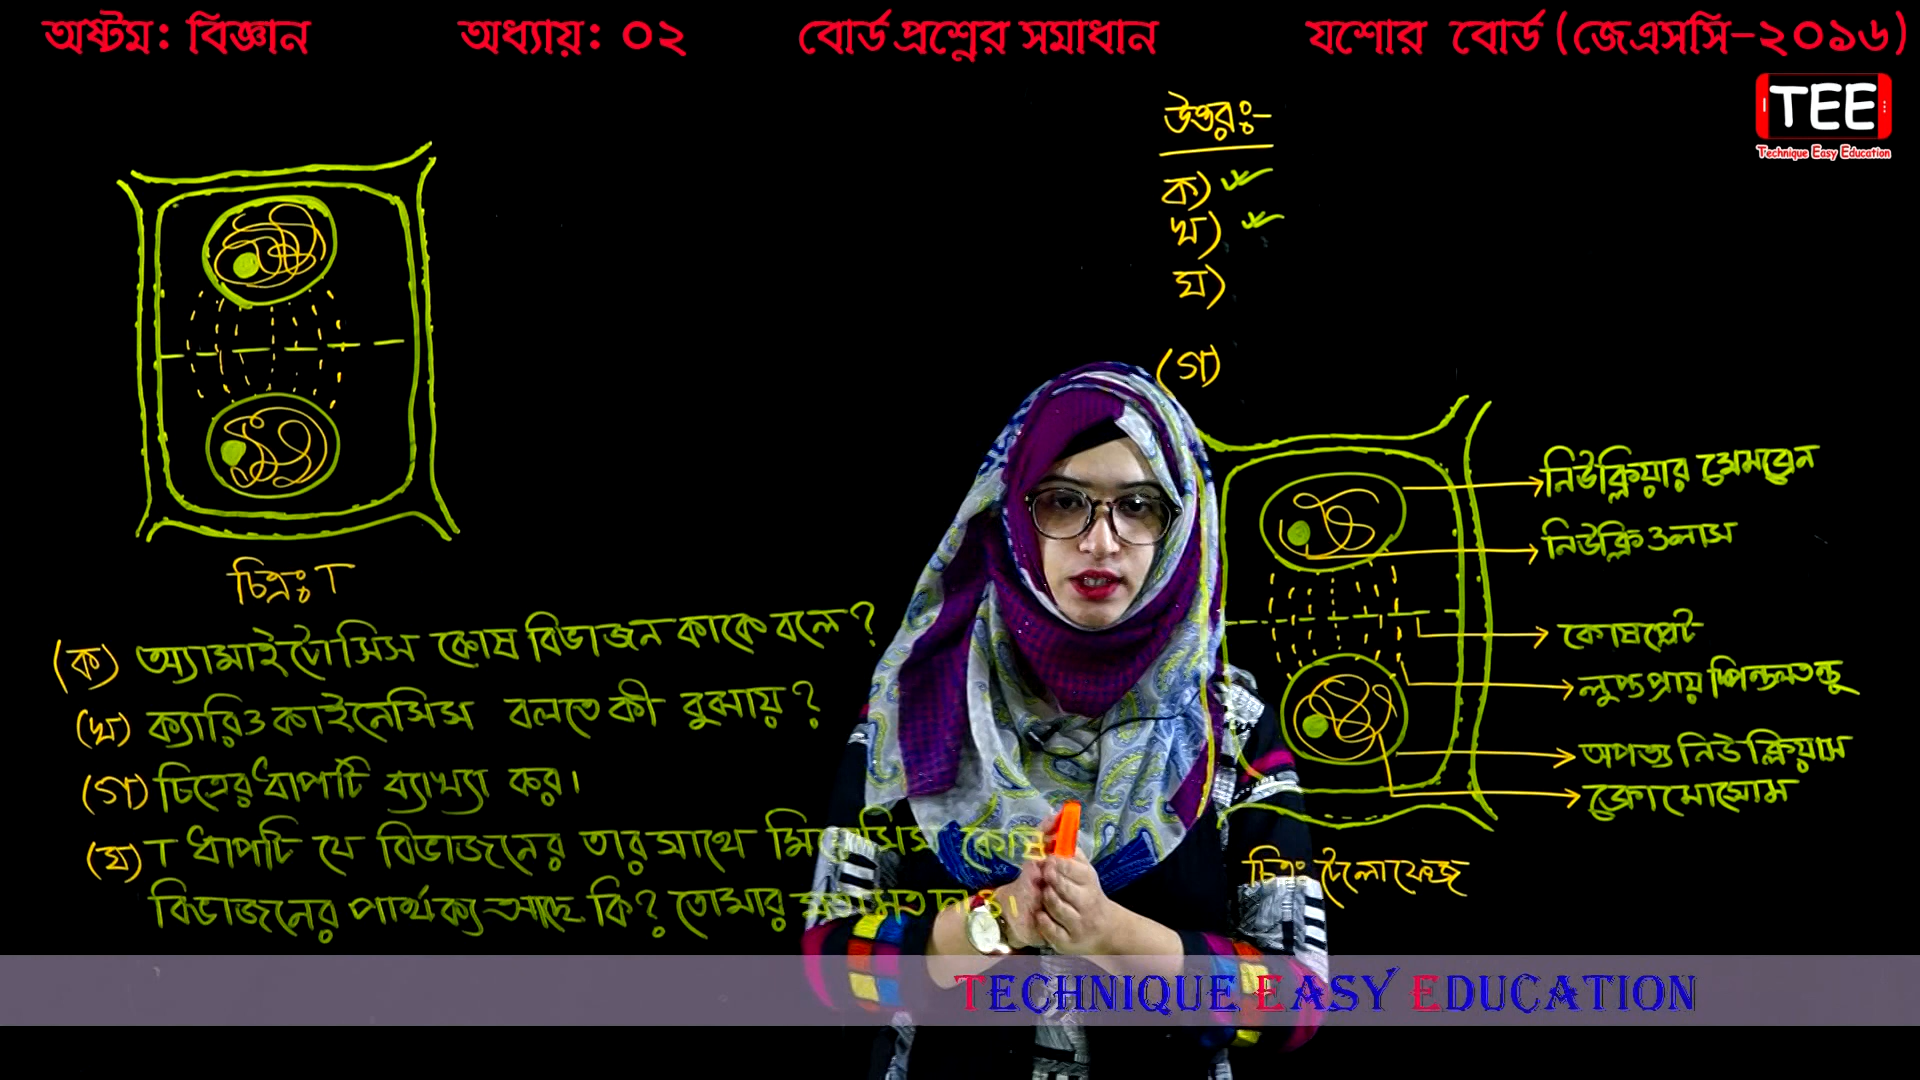 অষ্টম: বিজ্ঞান
অধ্যায়: ০২
বোর্ড প্রশ্নের সমাধান
যশোর বোর্ড (জেএসসি-২০১৬)
TEE
Technique Easy Education
চিত্রঃ T
(ক) অ্যামাইটোসিস কোষ বিভাজন কাকে বলে?
(খ) ক্যারিওকাইনেসিস বলতে কী বুঝায়?
(গ) চিত্রের ধাপটি ব্যাখ্যা কর।
(ঘ) T ধাপটি যে বিভাজনের তার সাথে মিয়োসিস কোষ
বিভাজনের পার্থক্য আছে কি? তোমার মতামত দাও।
উত্তরঃ-
ক)
খ)
ঘ)
(গ)
নিউক্লিয়ার মেমব্রেন
নিউক্লিওলাস
কোষপ্লেট
লুপ্তপ্রায় স্পিন্ডলতন্তু
অপত্য নিউক্লিয়াস
ক্রোমোসোম
চিত্রঃ টেলোফেজ
TECHNIQUE EASY EDUCATION